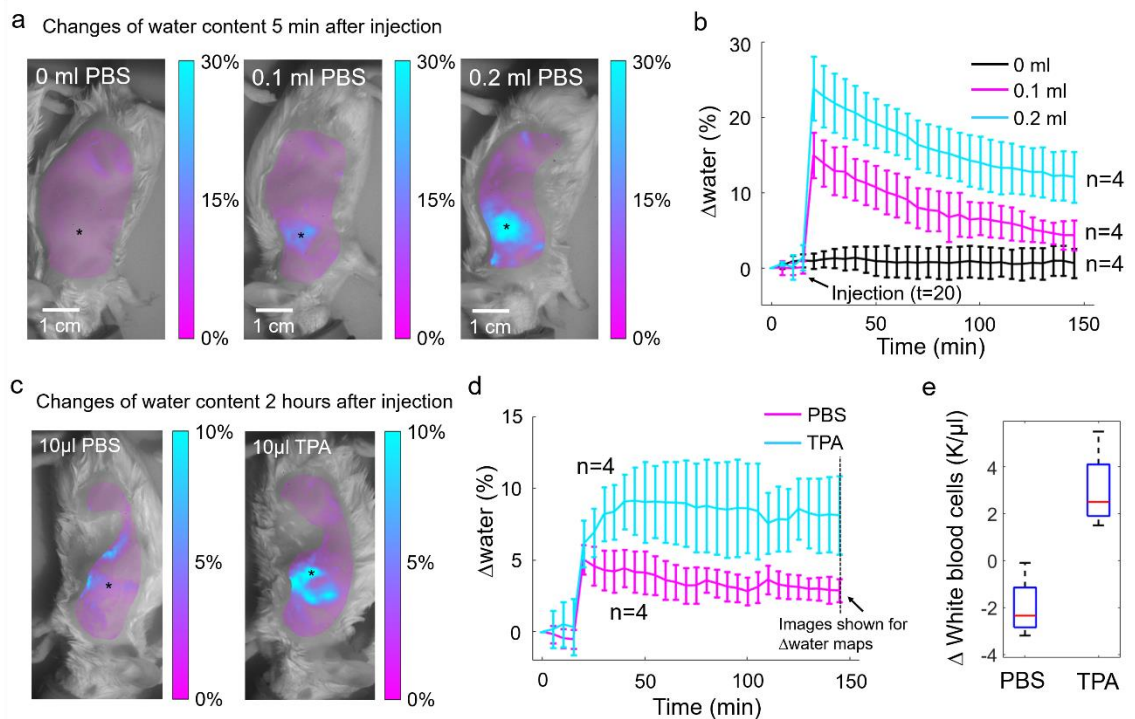 a Changes of water content 5 min after injection
0 ml PBS
30%
15%
0%
*
1 cm
0.1 ml PBS
30%
15%
0%
*
1 cm
0.2 ml PBS
30%
15%
0%
*
1 cm
b
Δwater (%)
30
20
10
0
0 ml
0.1 ml
0.2 ml
n=4
n=4
n=4
Injection (t=20)
0 50 100 150
Time (min)
c Changes of water content 2 hours after injection
10µl PBS
10%
5%
0%
*
10µl TPA
10%
5%
0%
*
d
Δwater (%)
15
10
5
0
PBS
TPA
n=4
n=4
Images shown for
Δwater maps
0 50 100 150
Time (min)
e
Δ White blood cells (K/µl)
4
2
0
-2
-4
PBS TPA